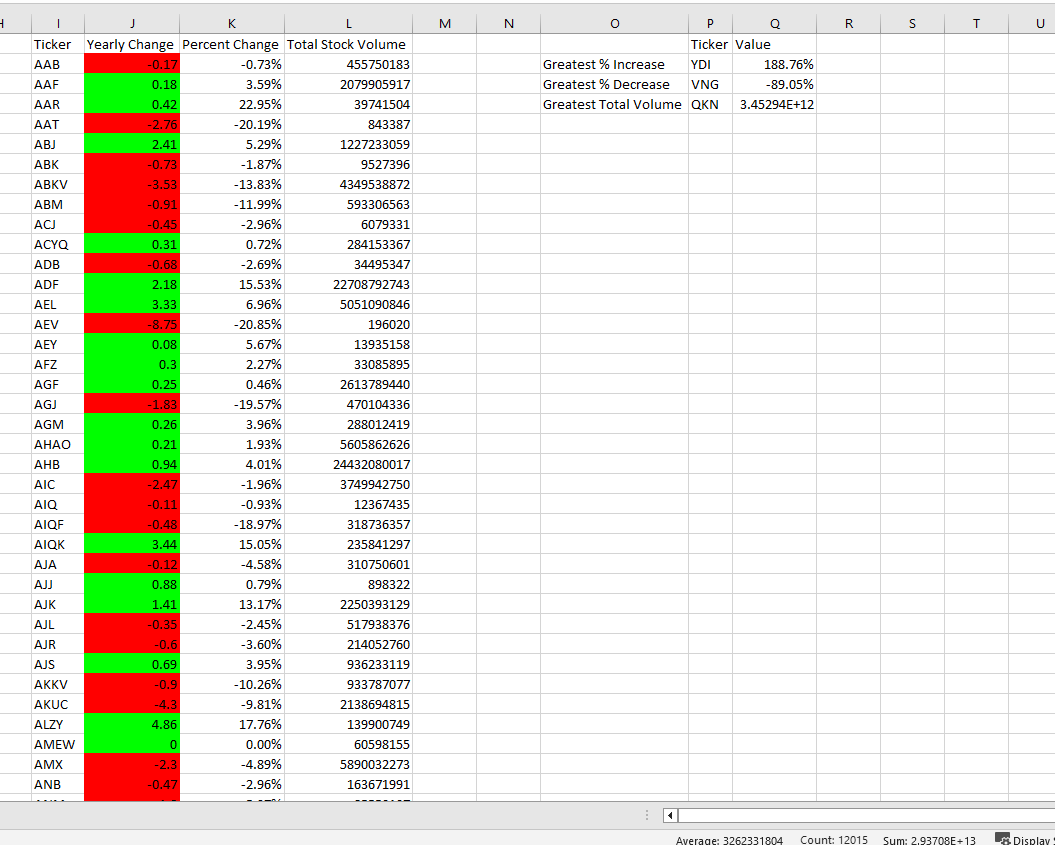 H I J K L M N O P Q R S T U
Ticker Yearly Change Percent Change Total Stock Volume Ticker Value
AAB -0.17 -0.73% 455750183 Greatest % Increase YDI 188.76%
AAF 0.18 3.59% 2079905917 Greatest % Decrease VNG -89.05%
AAR 0.42 22.95% 39741504 Greatest Total Volume QKN 3.45294E+12
AAT -2.76 -20.19% 843387
ABJ 2.41 5.29% 1227233059
ABK -0.73 -1.87% 9527396
ABKV -3.53 -13.83% 4349538872
ABM -0.91 -11.99% 593306563
ACJ -0.45 -2.96% 6079331
ACYQ 0.31 0.72% 284153367
ADB -0.68 -2.69% 34495347
ADF 2.18 15.53% 22708792743
AEL 3.33 6.96% 5051090846
AEV -8.75 -20.85% 196020
AEY 0.08 5.67% 13935158
AFZ 0.3 2.27% 33085895
AGF 0.25 0.46% 2613789440
AGJ -1.83 -19.57% 470104336
AGM 0.26 3.96% 288012419
AHAO 0.21 1.93% 5605862626
AHB 0.94 4.01% 24432080017
AIC -2.47 -1.96% 3749942750
AIQ -0.11 -0.93% 12367435
AIQF -0.48 -18.97% 318736357
AIQK 3.44 15.05% 235841297
AJA -0.12 -4.58% 310750601
AJJ 0.88 0.79% 898322
AJK 1.41 13.17% 2250393129
AJL -0.35 -2.45% 517938376
AJR -0.6 -3.60% 214052760
AJS 0.69 3.95% 936233119
AKKV -0.9 -10.26% 933787077
AKUC -4.3 -9.81% 2138694815
ALZY 4.86 17.76% 139900749
AMEW 0 0.00% 60598155
AMX -2.3 -4.89% 5890032273
ANB -0.47 -2.96% 163671991
Average: 3262331804 Count: 12015 Sum: 2.93708E+13 Display